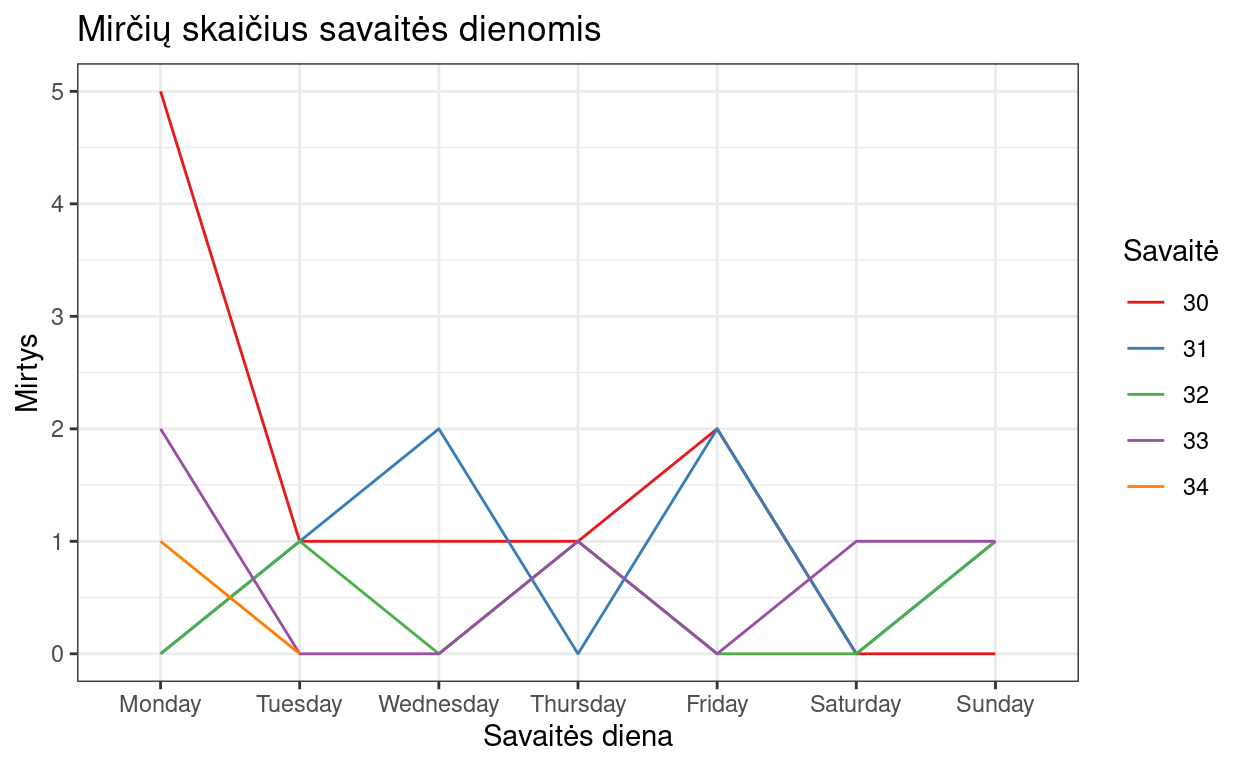 Mirčių skaičius savaitės dienomis
5
4
3
2
1
0
Mirtys
Monday Tuesday Wednesday Thursday Friday Saturday Sunday
Savaitės diena
Savaitė
30
31
32
33
34